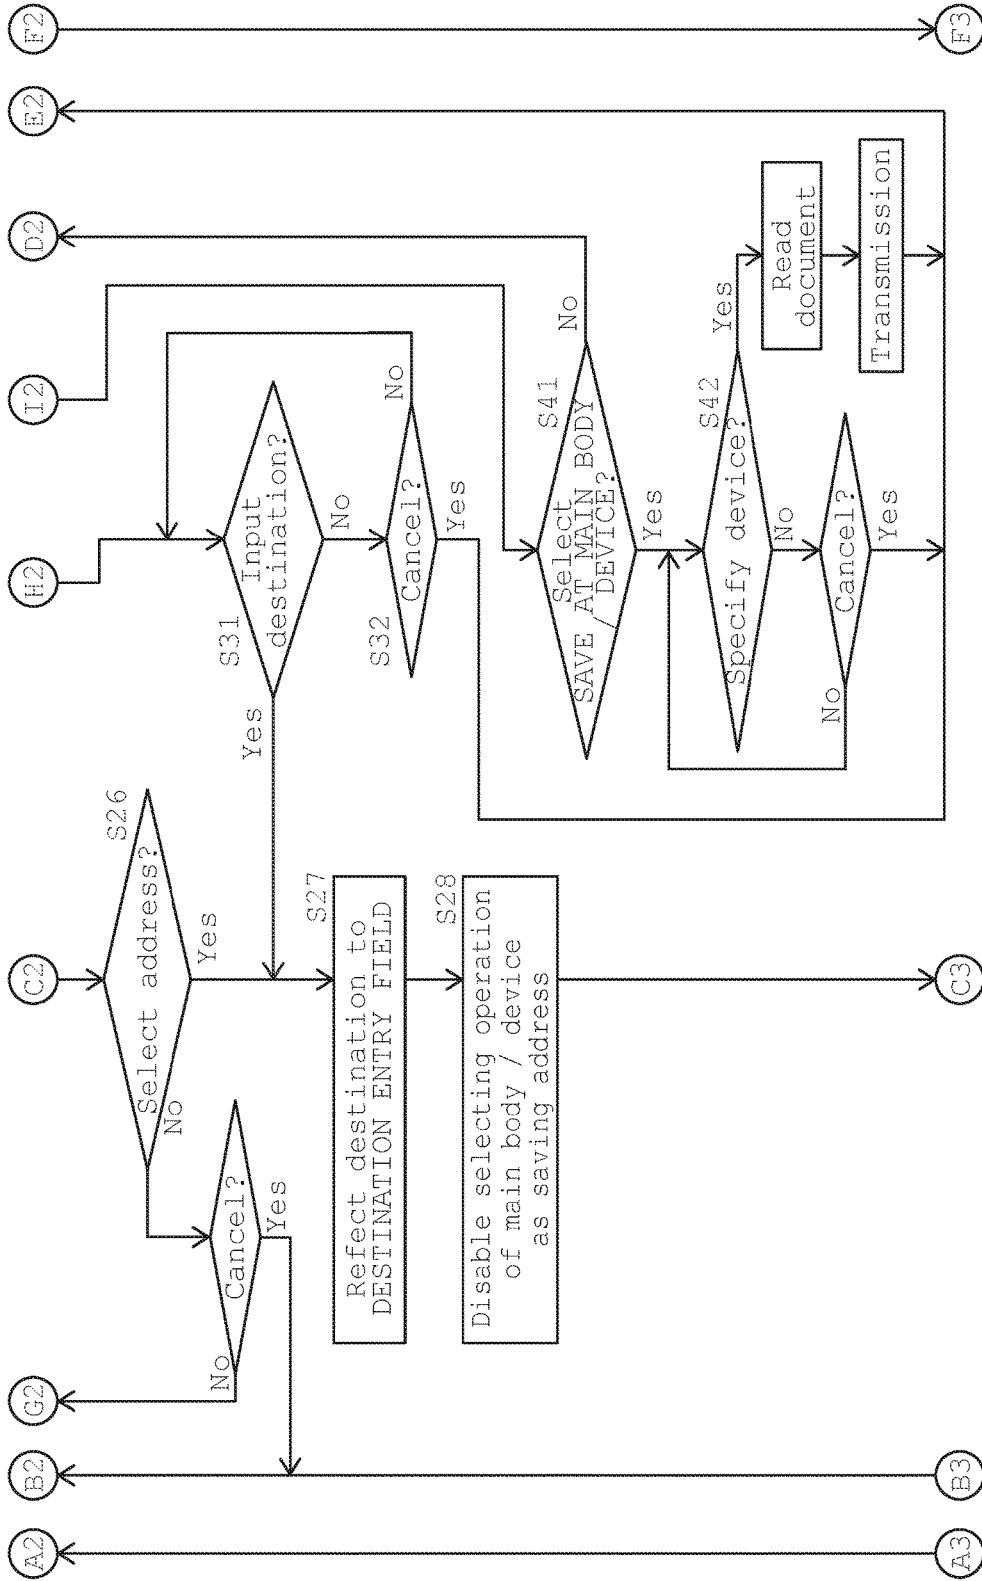 A2
B2
G2
C2
H2
I2
D2
E2
F2
S26
Select address?
No
Yes
Cancel?
No
Yes
S31
Input
destination?
Yes
No
S32
Cancel?
No
Yes
S27
Refect destination to
DESTINATION ENTRY FIELD
S28
Disable selecting operation
of main body / device
as saving address
S41
Select
SAVE AT MAIN BODY
/DEVICE?
No
Yes
S42
Specify device?
Yes
No
Read
document
Cancel?
No
Yes
Transmission
A3
B3
C3
F3